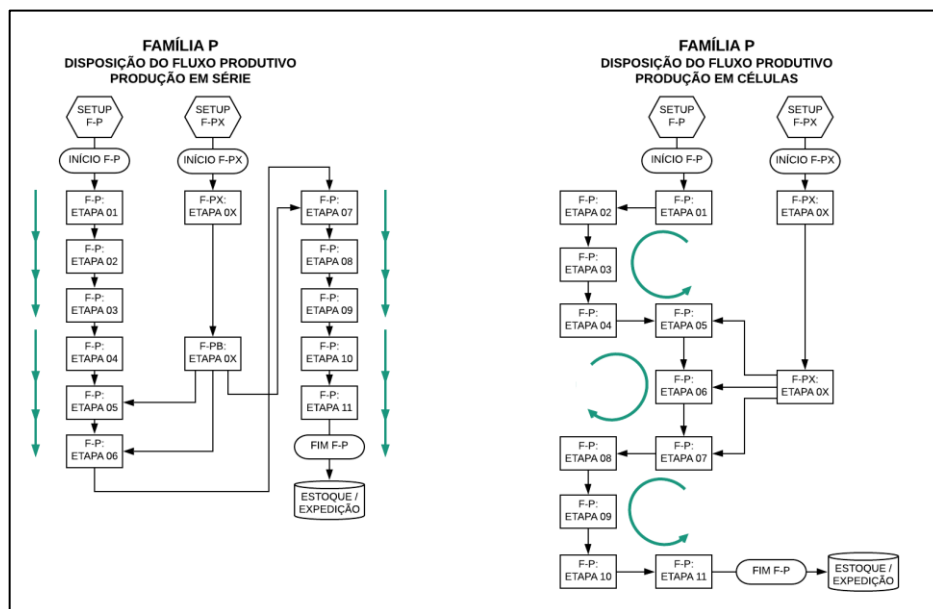 FAMÍLIA P
DISPOSIÇÃO DO FLUXO PRODUTIVO
PRODUÇÃO EM SÉRIE
SETUP
F-P
SETUP
F-PX
INÍCIO F-P
INÍCIO F-PX
F-P:
ETAPA 01
F-PX:
ETAPA 0X
F-P:
ETAPA 07
F-P:
ETAPA 02
F-P:
ETAPA 08
F-P:
ETAPA 03
F-P:
ETAPA 09
F-P:
ETAPA 04
F-PB:
ETAPA 0X
F-P:
ETAPA 10
F-P:
ETAPA 05
F-P:
ETAPA 11
F-P:
ETAPA 06
FIM F-P
ESTOQUE /
EXPEDIÇÃO
FAMÍLIA P
DISPOSIÇÃO DO FLUXO PRODUTIVO
PRODUÇÃO EM CÉLULAS
SETUP
F-P
SETUP
F-PX
INÍCIO F-P
INÍCIO F-PX
F-P:
ETAPA 02
F-P:
ETAPA 01
F-PX:
ETAPA 0X
F-P:
ETAPA 03
F-P:
ETAPA 04
F-P:
ETAPA 05
F-P:
ETAPA 06
F-PX:
ETAPA 0X
F-P:
ETAPA 08
F-P:
ETAPA 07
F-P:
ETAPA 09
F-P:
ETAPA 10
F-P:
ETAPA 11
FIM F-P
ESTOQUE /
EXPEDIÇÃO